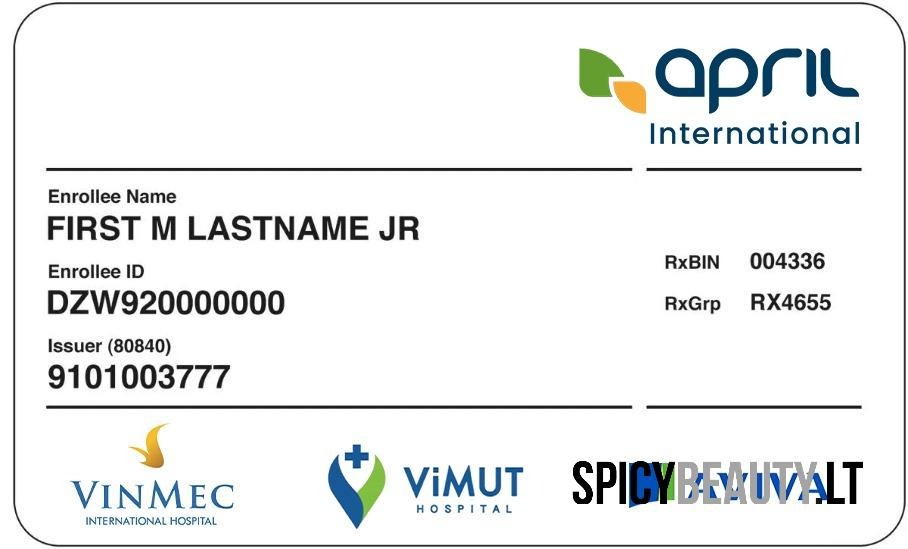 april
International
Enrollee Name
FIRST M LASTNAME JR
Enrollee ID
DZW920000000
Issuer (80840)
9101003777
RxBIN 004336
RxGrp RX4655
VINMEC
INTERNATIONAL HOSPITAL
ViMUT
HOSPITAL
AVIVA
SPICYBEAUTY.LT